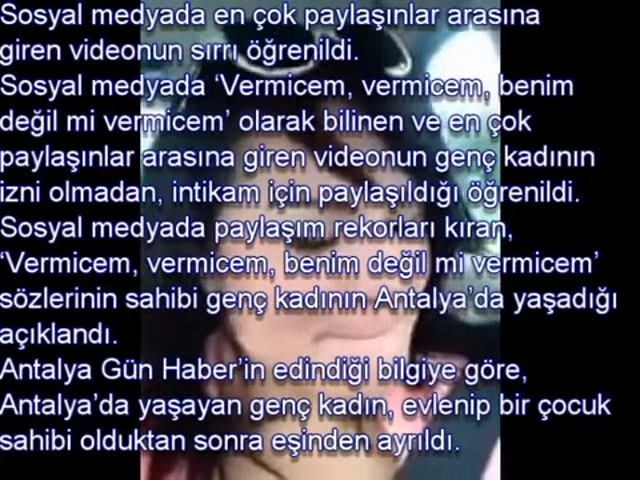 Sosyal medyada en çok paylaşınlar arasına
giren videonun sırrı öğrenildi.
Sosyal medyada ‘Vermicem, vermicem, benim
değil mi vermicem’ olarak bilinen ve en çok
paylaşınlar arasına giren videonun genç kadının
izni olmadan, intikam için paylaşıldığı öğrenildi.
Sosyal medyada paylaşım rekorları kıran,
‘Vermicem, vermicem, benim değil mi vermicem’
sözlerinin sahibi genç kadının Antalya’da yaşadığı
açıklandı.
Antalya Gün Haber’in edindiği bilgiye göre,
Antalya’da yaşayan genç kadın, evlenip bir çocuk
sahibi olduktan sonra eşinden ayrıldı.